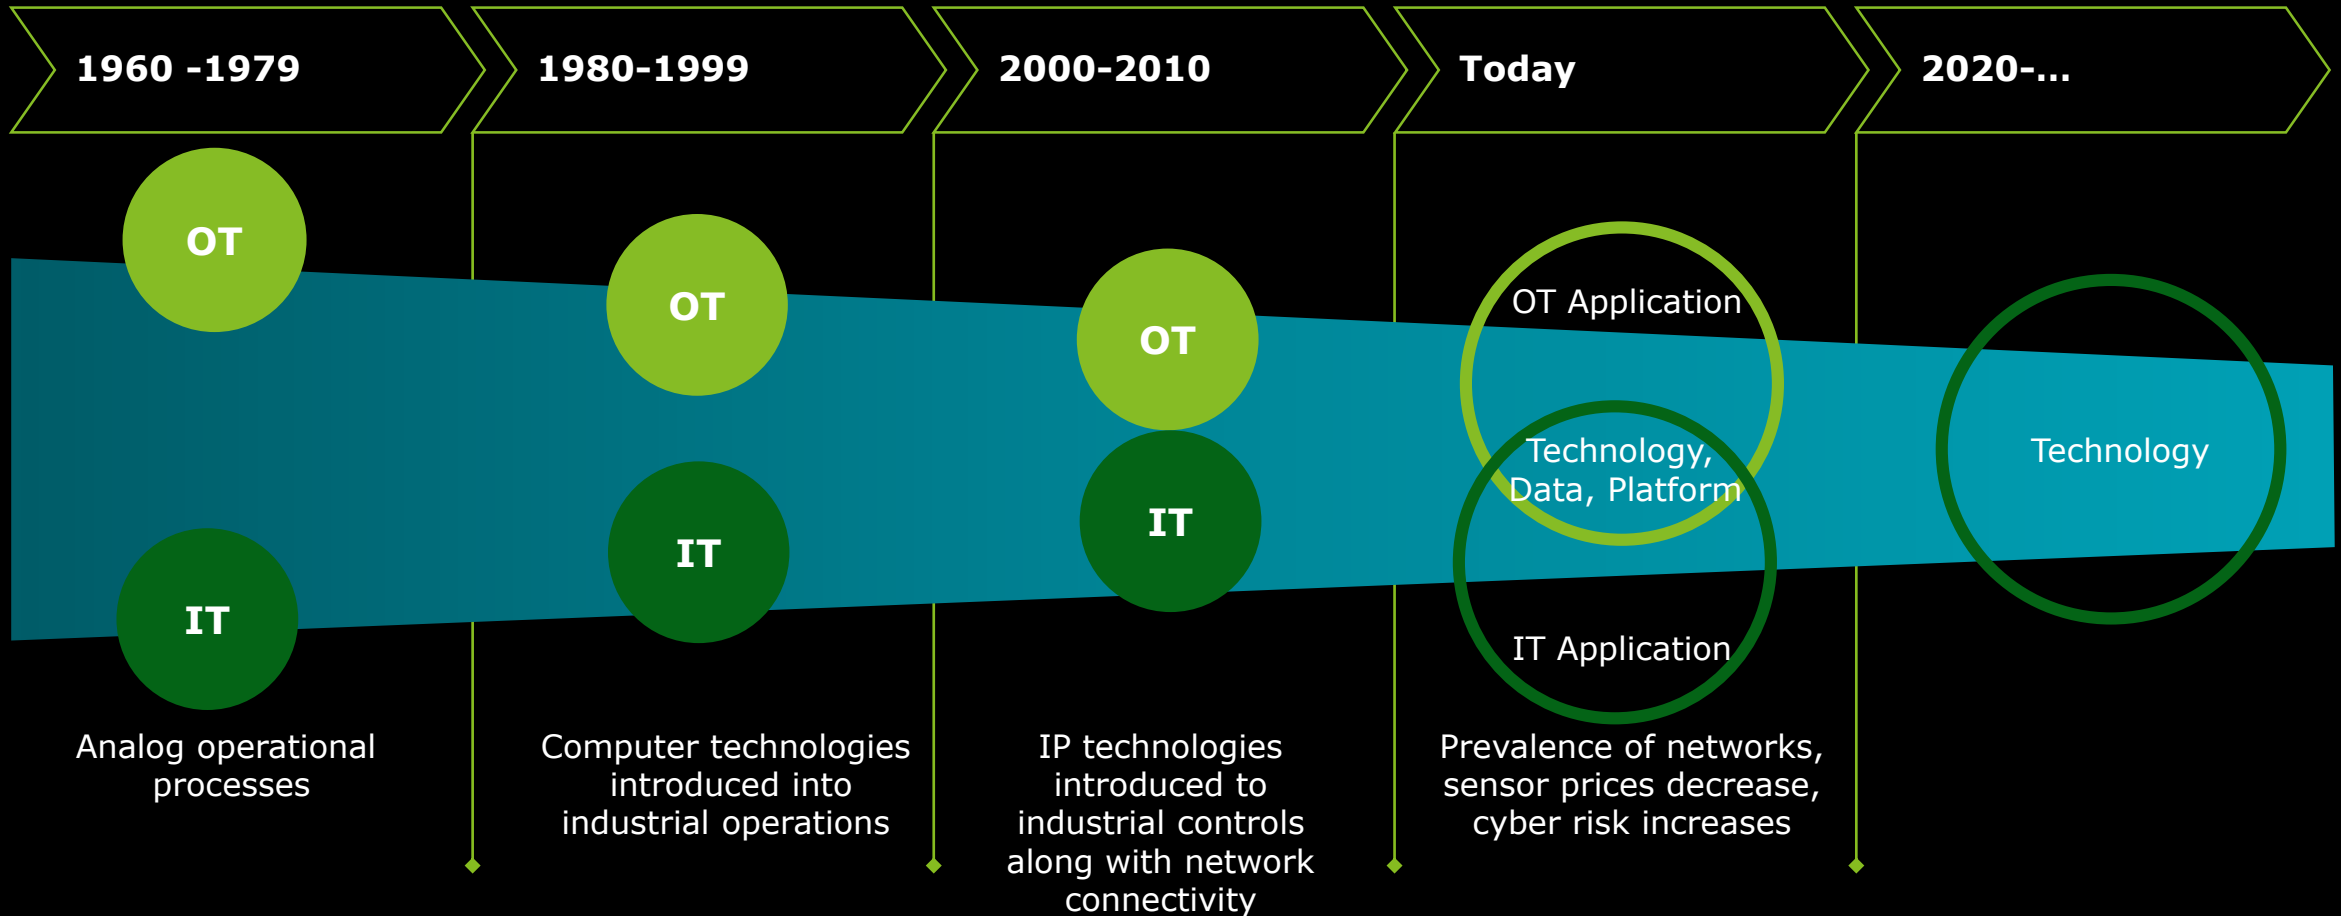 1960 -1979
1980-1999
2000-2010
Today
2020-...
OT
IT
Analog operational
processes
OT
IT
Computer technologies
introduced into
industrial operations
OT
IT
IP technologies
introduced to
industrial controls
along with network
connectivity
OT Application
Technology,
Data, Platform
IT Application
Prevalence of networks,
sensor prices decrease,
cyber risk increases
Technology